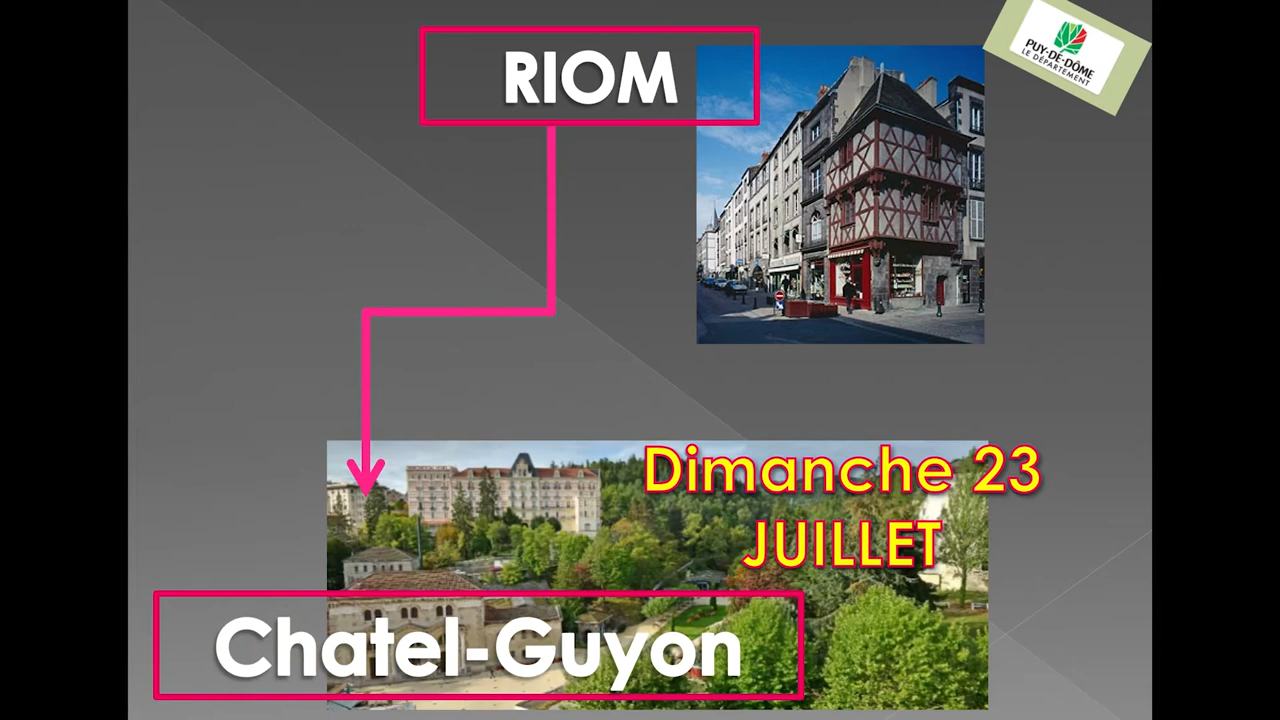 RIOM
PUY-DE-DÔME
LE DÉPARTEMENT
Dimanche 23
JUILLET
Chatel-Guyon